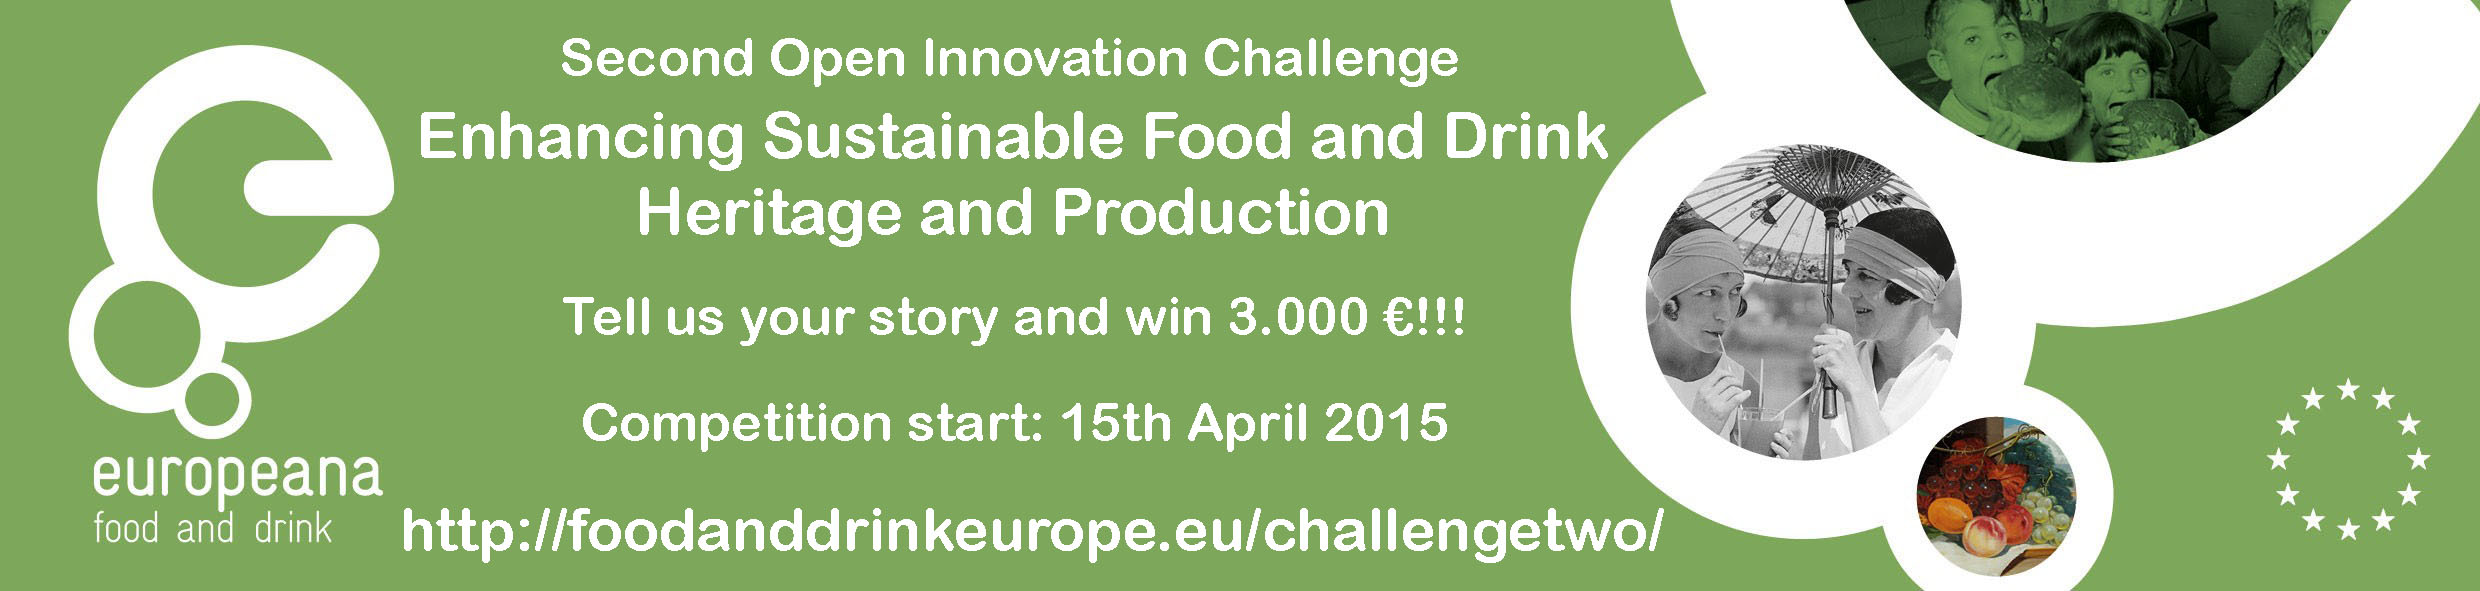 Second Open Innovation Challenge
Enhancing Sustainable Food and Drink
Heritage and Production
Tell us your story and win 3.000 €!!!
Competition start: 15th April 2015
http://foodanddrinkeurope.eu/challengetwo/
europeana
food and drink